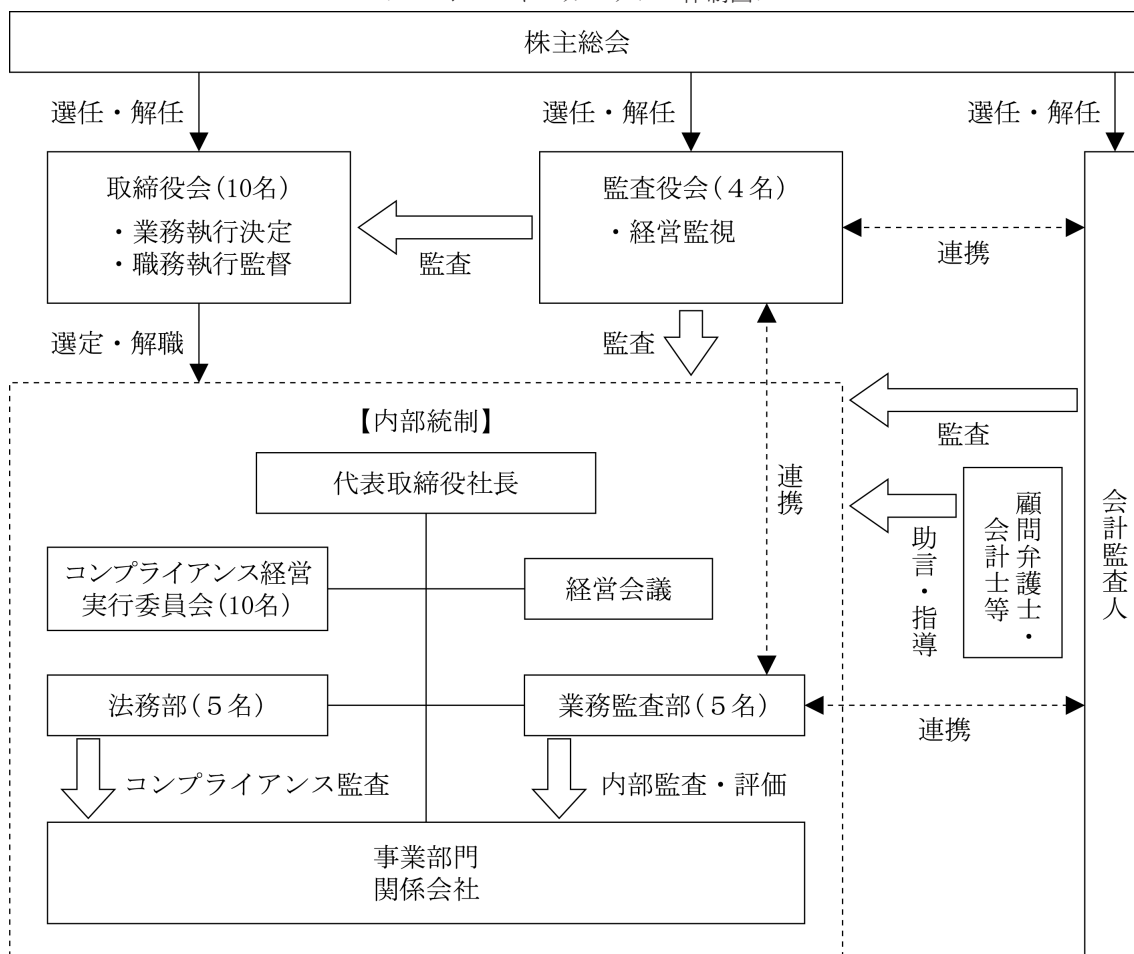 株主総会
選任・解任
選任・解任
選任・解任
取締役会(10名)
・業務執行決定
・職務執行監督
監査役会(４名)
・経営監視
監査
連携
選定・解職
監査
【内部統制】
監査
代表取締役社長
連携
コンプライアンス経営
実行委員会(10名)
経営会議
助言・指導
顧問弁護士・
会計士等
会計監査人
法務部(５名)
業務監査部(５名)
連携
コンプライアンス監査
内部監査・評価
事業部門
関係会社